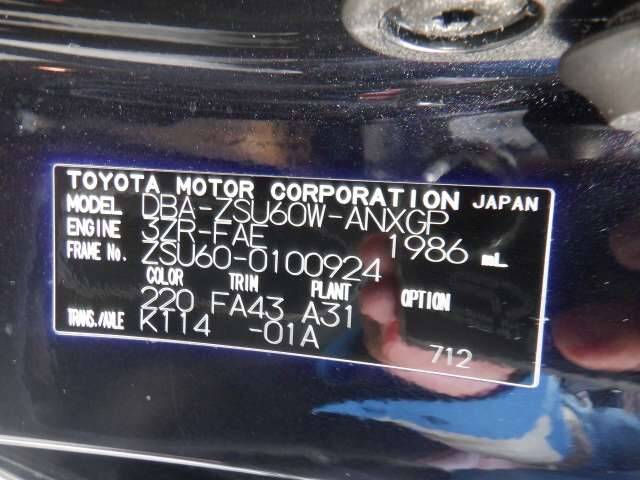 TOYOTA MOTOR CORPORATION JAPAN
MODEL DBA-ZSU60W-ANXGP
ENGINE 3ZR-FAE 1986 mL
FRAME No. ZSU60-0100924
COLOR TRIM PLANT OPTION
220 FA43 A31
TRANS./AXLE K114 -01A
712